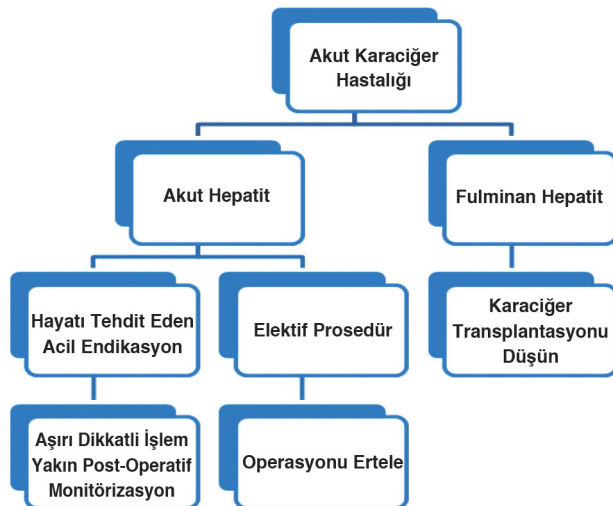 Akut Karaciğer
Hastalığı
Akut Hepatit
Fulminan Hepatit
Hayatı Tehdit Eden
Acil Endikasyon
Elektif Prosedür
Karaciğer
Transplantasyonu
Düşün
Aşırı Dikkatli İşlem
Yakın Post-Operatif
Monitörizasyon
Operasyonu Ertele